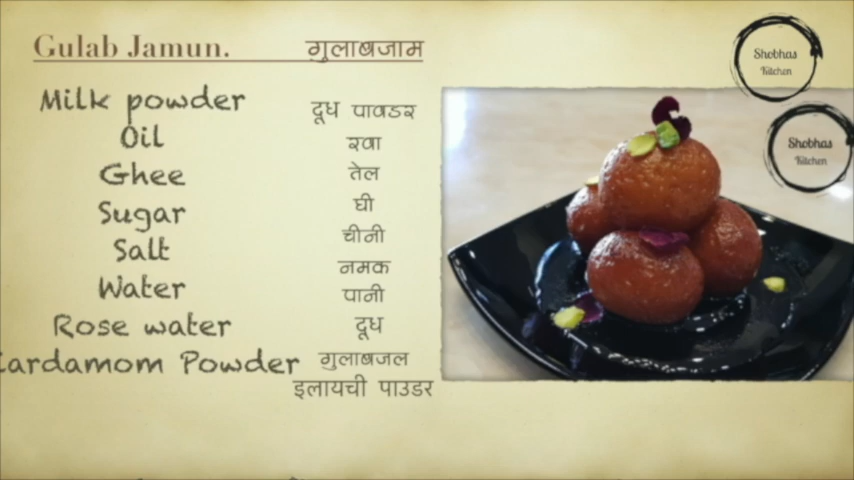 Gulab Jamun.
Milk powder
Oil
Ghee
Sugar
Salt
Water
Rose water
Cardamom Powder
गुलाबजाम
दूध पावडर
रवा
तेल
घी
चीनी
नमक
पानी
दूध
गुलाबजल
इलायची पाउडर
Shobhas
Kitchen
Shobhas
Kitchen